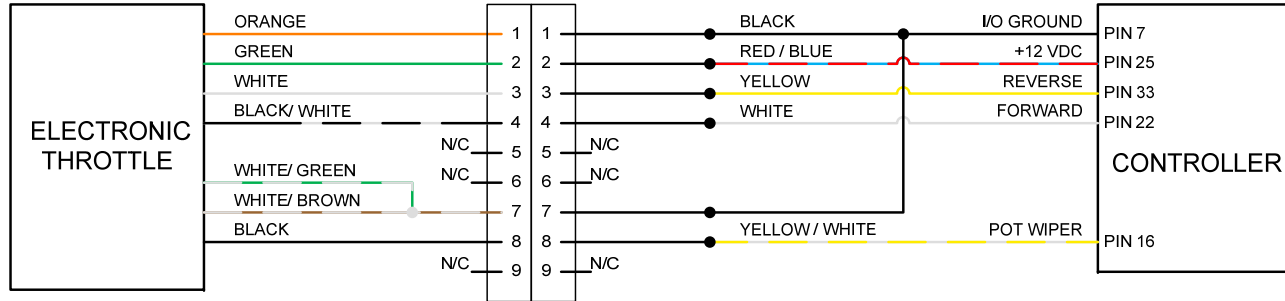 ORANGE 1 1 BLACK I/O GROUND PIN 7
GREEN 2 2 RED / BLUE +12 VDC PIN 25
WHITE 3 3 YELLOW REVERSE PIN 33
BLACK/ WHITE 4 4 WHITE FORWARD PIN 22
ELECTRONIC
THROTTLE
N/C 5 5 N/C
CONTROLLER
N/C 6 6 N/C
WHITE/ GREEN
WHITE/ BROWN 7 7
BLACK 8 8 YELLOW / WHITE POT WIPER PIN 16
N/C 9 9 N/C